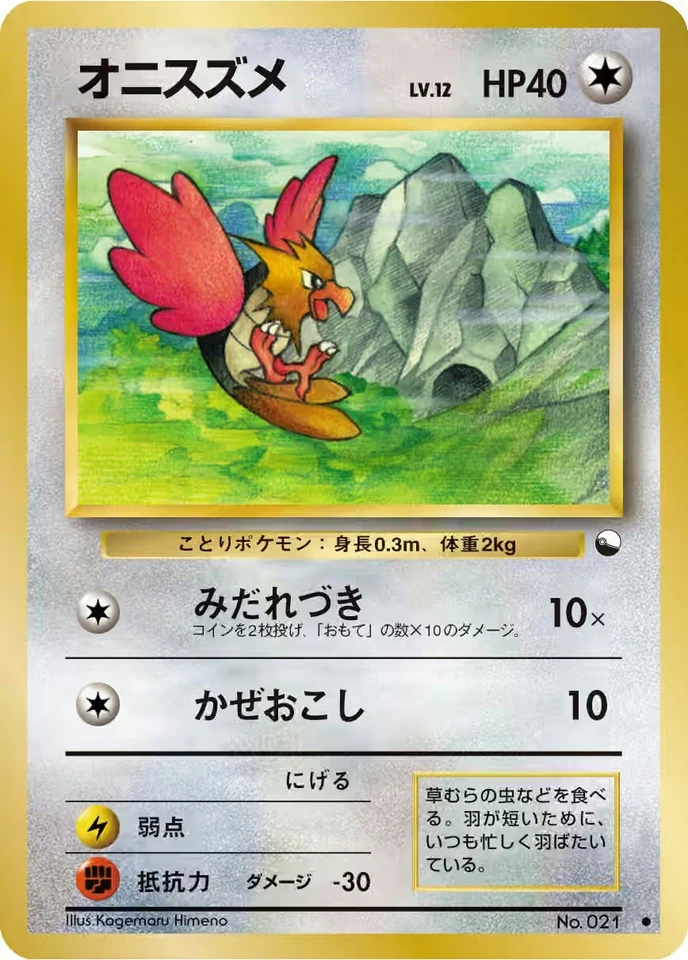 オニスズメ LV.12 HP40
ことりポケモン：身長0.3m、体重2kg
みだれづき 10×
コインを2枚投げ、「おもて」の数×10のダメージ。
かぜおこし 10
にげる
弱点
抵抗力 ダメージ -30
草むらの虫などを食べ
る。羽が短いために、
いつも忙しく羽ばたい
ている。
Illus.Kagemaru Himeno
No.021